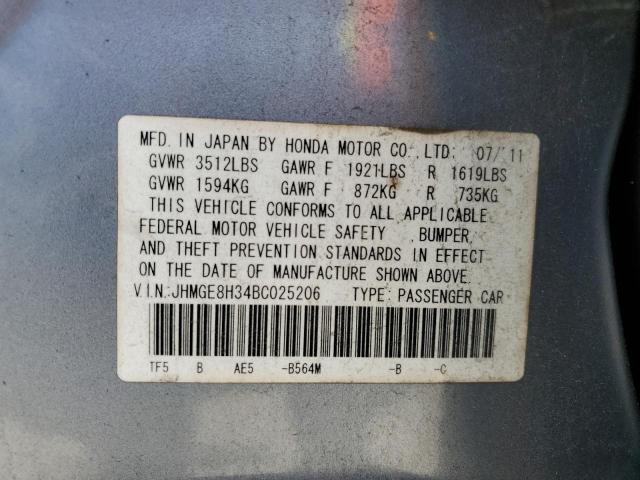 MFD. IN JAPAN BY HONDA MOTOR CO.,LTD. 07/11
GVWR 3512LBS GAWR F 1921LBS R 1619LBS
GVWR 1594KG GAWR F 872KG R 735KG
THIS VEHICLE CONFORMS TO ALL APPLICABLE
FEDERAL MOTOR VEHICLE SAFETY , BUMPER,
AND THEFT PREVENTION STANDARDS IN EFFECT
ON THE DATE OF MANUFACTURE SHOWN ABOVE.
V.I.N.:JHMGE8H34BC025206 TYPE: PASSENGER CAR
TF5 B AE5 -B564M -B -C